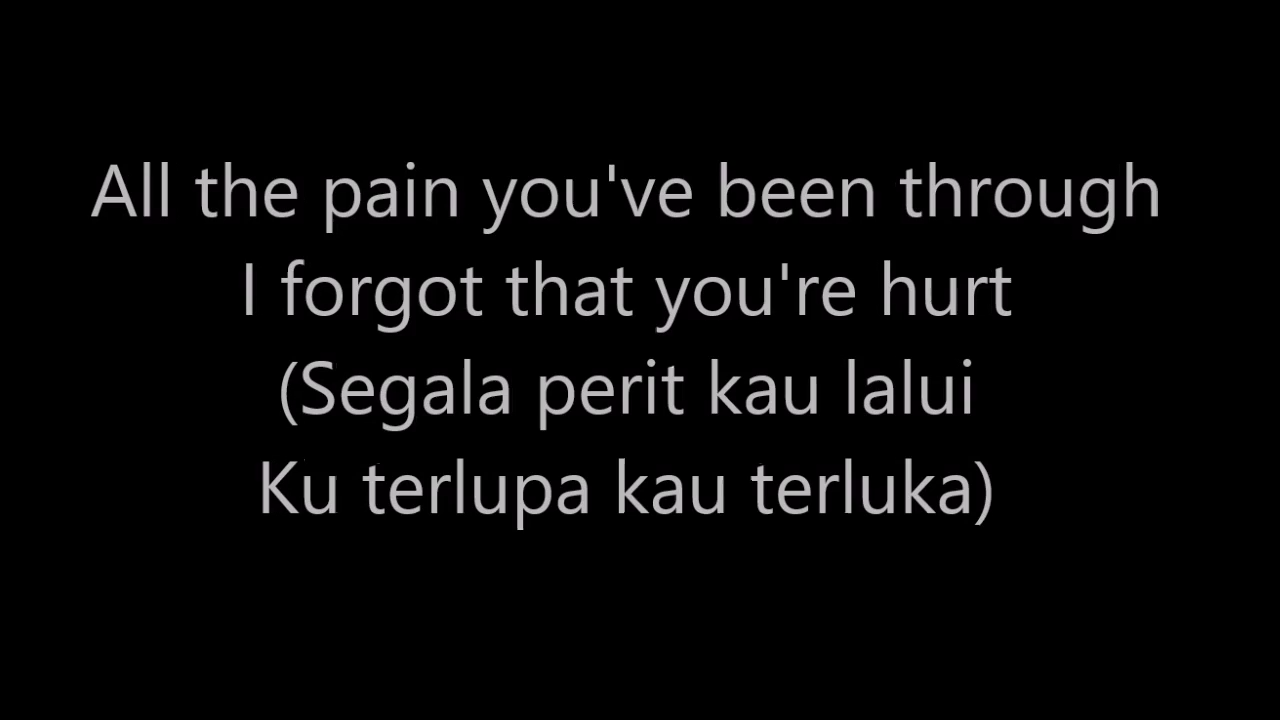 All the pain you've been through
I forgot that you're hurt
(Segala perit kau lalui
Ku terlupa kau terluka)